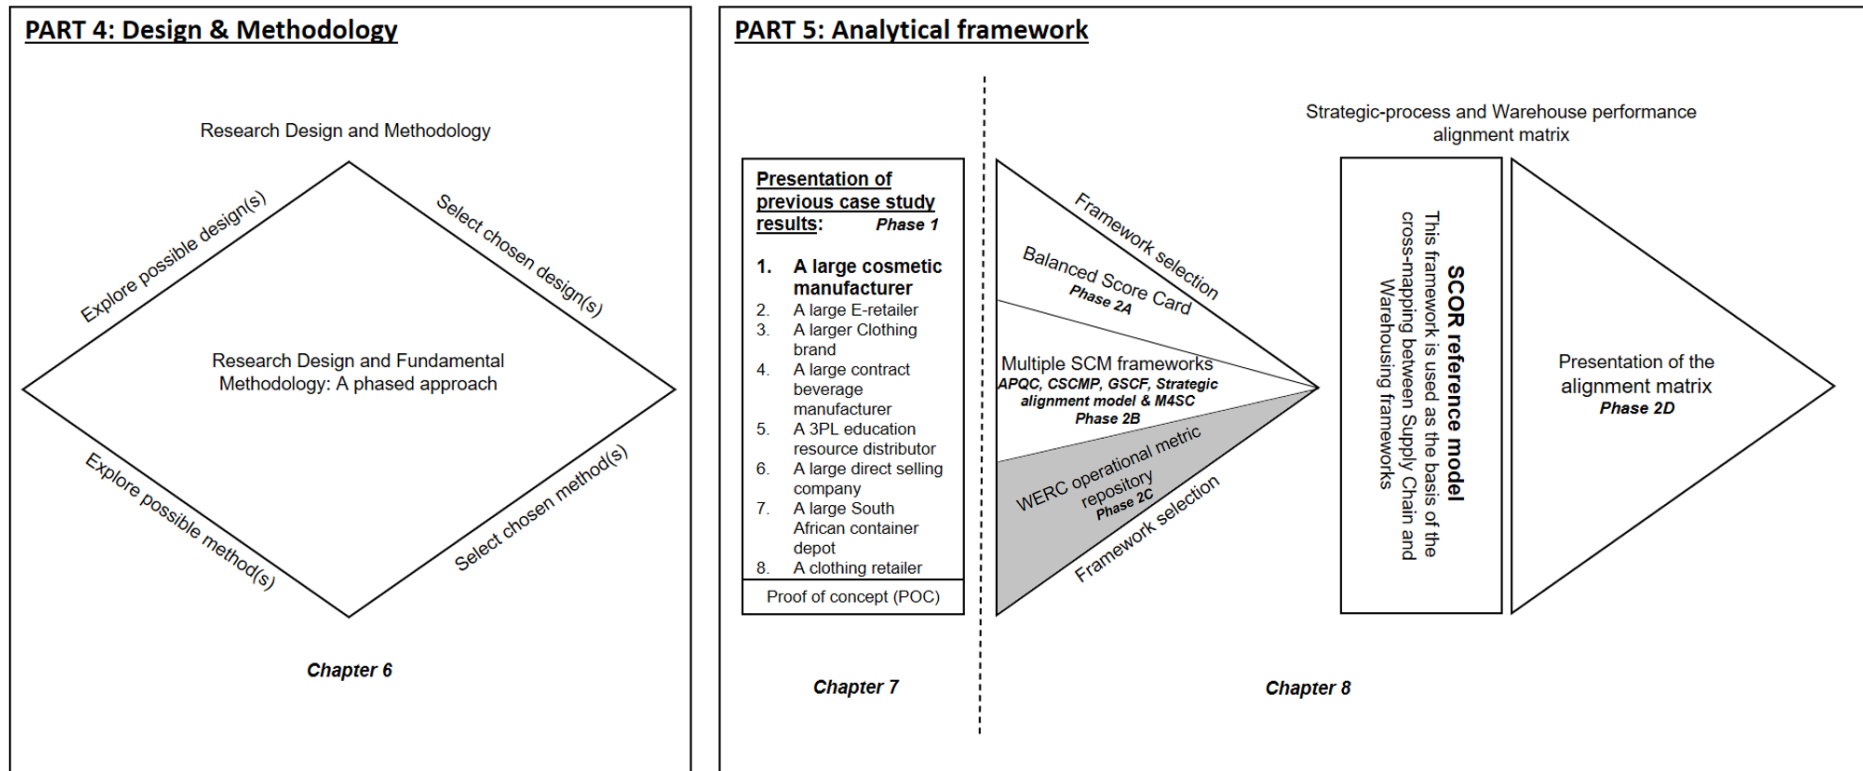 PART 4: Design & Methodology
Research Design and Methodology
Explore possible design(s)
Select chosen design(s)
Research Design and Fundamental
Methodology: A phased approach
Explore possible method(s)
Select chosen method(s)
Chapter 6
PART 5: Analytical framework
Presentation of
previous case study
results: Phase 1
1. A large cosmetic
manufacturer
2. A large E-retailer
3. A larger Clothing
brand
4. A large contract
beverage
manufacturer
5. A 3PL education
resource distributor
6. A large direct selling
company
7. A large South
African container
depot
8. A clothing retailer
Proof of concept (POC)
Chapter 7
Framework selection
Balanced Score Card
Phase 2A
Multiple SCM frameworks
APQC, CSCMP, GSCF, Strategic
alignment model & M4SC
Phase 2B
WERC operational metric
repository
Phase 2C
Framework selection
Strategic-process and Warehouse performance
alignment matrix
SCOR reference model
This framework is used as the basis of the
cross-mapping between Supply Chain and
Warehousing frameworks
Presentation of the
alignment matrix
Phase 2D
Chapter 8